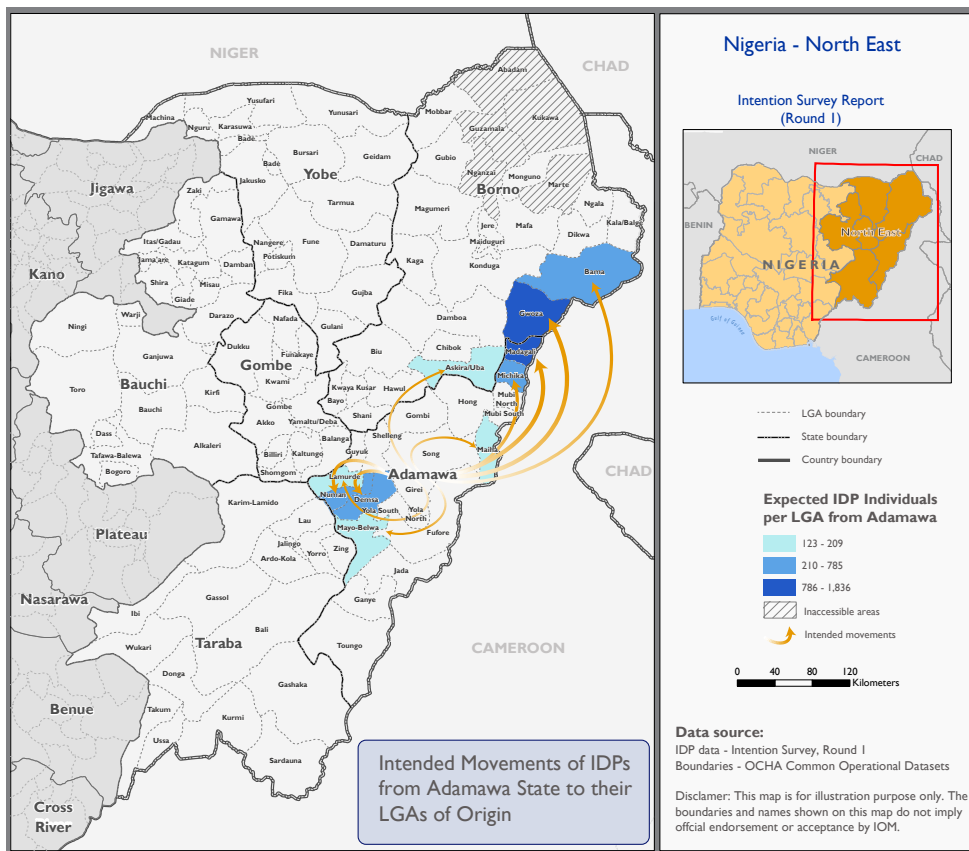 NIGER
CHAD
Abadam
Yusufari
Machina
Yunusari
Mobbar
Kukawa
Nguru
Karasuwa
Guzamala
Bade
Bursari
Geidam
Gubio
Bade
Yobe
Nganzai
Monguno
Jigawa
Jakusko
Borno
Marte
Zaki
Tarmua
Magumeri
Ngala
Gamawa
Jere
Mafa
Kala/Balge
Itas/Gadau
Nangere
Fune
Damaturu
Maiduguri
Dikwa
Jama'are
Katagum
Damban
Potiskum
Kaga
Konduga
Kano
Shira
Misau
Bama
Giade
Fika
Gujba
Warji
Darazo
Nafada
Damboa
Gwoza
Ningi
Gulani
Dukku
Chibok
Madagali
Ganjuwa
Funakaye
Biu
Gombe
Askira/Uba
Michika
Bauchi
Kwami
Toro
Kirfi
Kwaya Kusar
Hawul
Mubi
North
Bauchi
Gombe
Bayo
Hong
Akko
Yamaltu/Deba
Shani
Gombi
Mubi South
Dass
Balanga
Shelleng
Alkaleri
Billiri
Kaltungo
Guyuk
Song
Maiha
Tafawa-Balewa
Bogoro
Shomgom
Lamurde
Adamawa
CHAD
Numan
Demsa
Girei
Karim-Lamido
Yola South
Yola
North
Lau
Mayo-Belwa
Fufore
Plateau
Jalingo
Zing
Yorro
Ardo-Kola
Jada
Nasarawa
Gassol
Ganye
Ibi
Bali
Taraba
Toungo
CAMEROON
Wukari
Donga
Gashaka
Benue
Takum
Kurmi
Ussa
Sardauna
Cross
River
Intended Movements of IDPs
from Adamawa State to their
LGAs of Origin
Nigeria - North East
Intention Survey Report
(Round 1)
NIGER
CHAD
BENIN
North East
NIGERIA
Gulf of Guinea
CAMEROON
LGA boundary
State boundary
Country boundary
Expected IDP Individuals
per LGA from Adamawa
123 - 209
210 - 785
786 - 1,836
Inaccessible areas
Intended movements
0 40 80 120
Kilometers
Data source:
IDP data - Intention Survey, Round 1
Boundaries - OCHA Common Operational Datasets
Disclamer: This map is for illustration purpose only. The
boundaries and names shown on this map do not imply
offcial endorsement or acceptance by IOM.